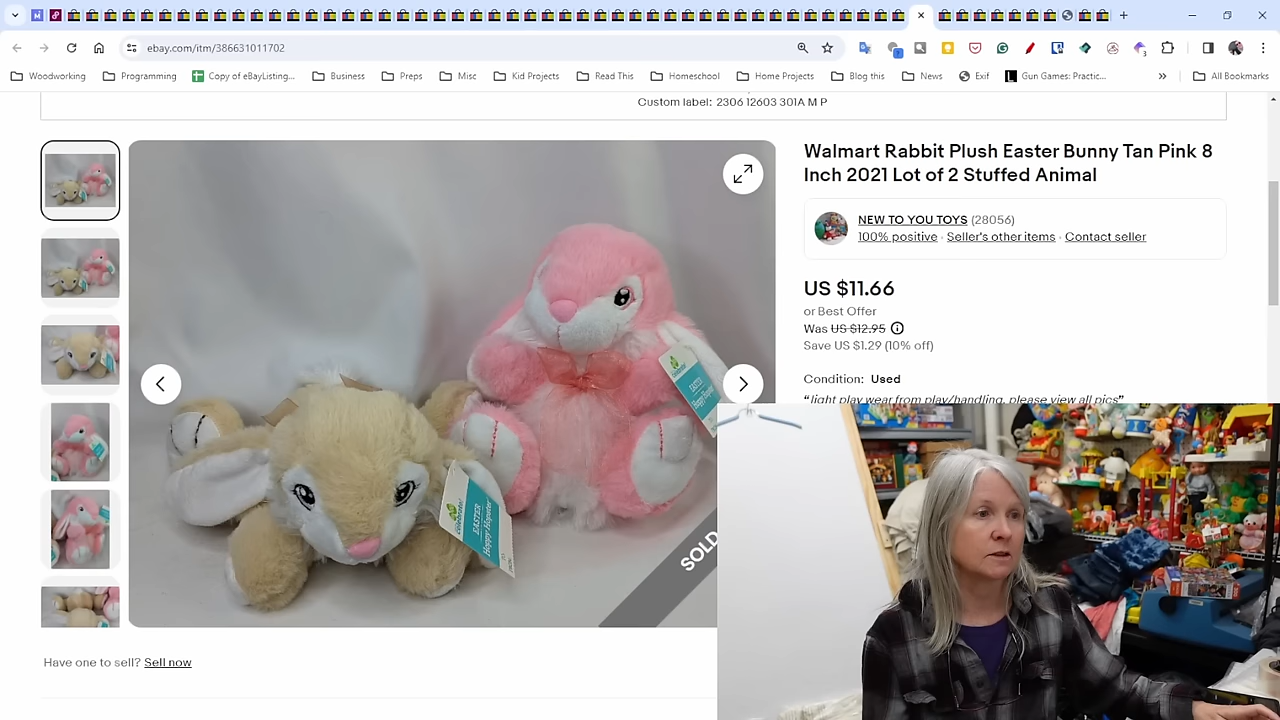 ebay.com/itm/386631011702
Woodworking
Programming
Copy of eBayListing...
Business
Preps
Misc
Kid Projects
Read This
Homeschool
Home Projects
Blog this
News
Exif
Gun Games: Practic...
»
All Bookmarks
Custom label: 2306 12603 301A M P
Walmart Rabbit Plush Easter Bunny Tan Pink 8
Inch 2021 Lot of 2 Stuffed Animal
NEW TO YOU TOYS (28056)
100% positive · Seller's other items · Contact seller
US $11.66
or Best Offer
Was US $12.95
Save US $1.29 (10% off)
Condition: Used
“light play wear from play/handling, please view all pics”
EASTER
EASTER
SOLD
Have one to sell? Sell now